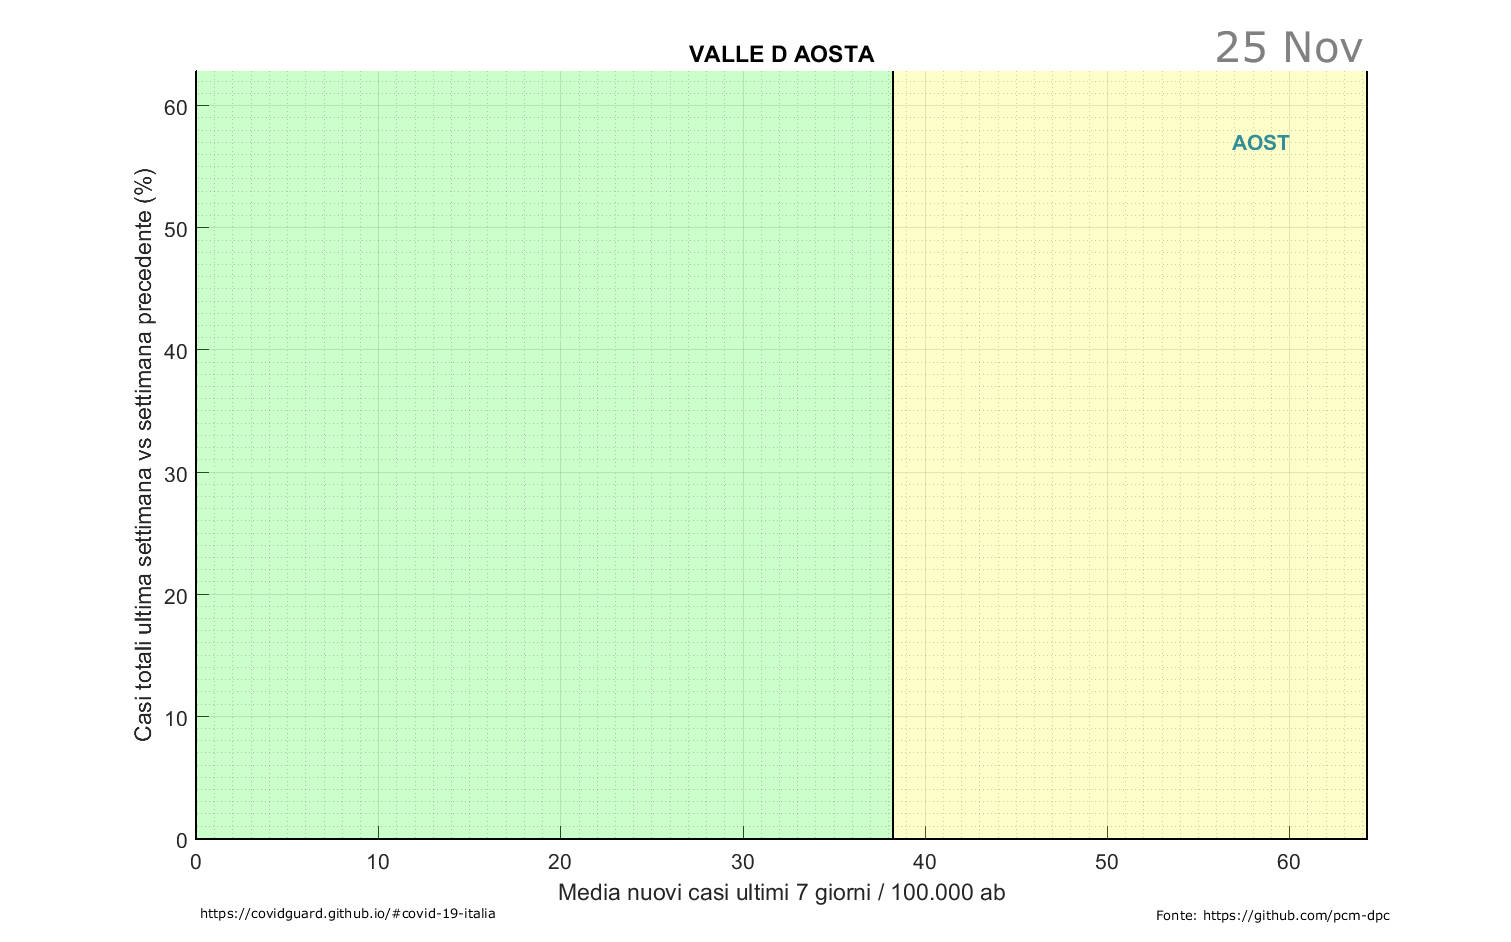 VALLE D AOSTA
25 Nov
AOST
Casi totali ultima settimana vs settimana precedente (%)
60
50
40
30
20
10
0
0 10 20 30 40 50 60
Media nuovi casi ultimi 7 giorni / 100.000 ab
https://covidguard.github.io/#covid-19-italia
Fonte: https://github.com/pcm-dpc